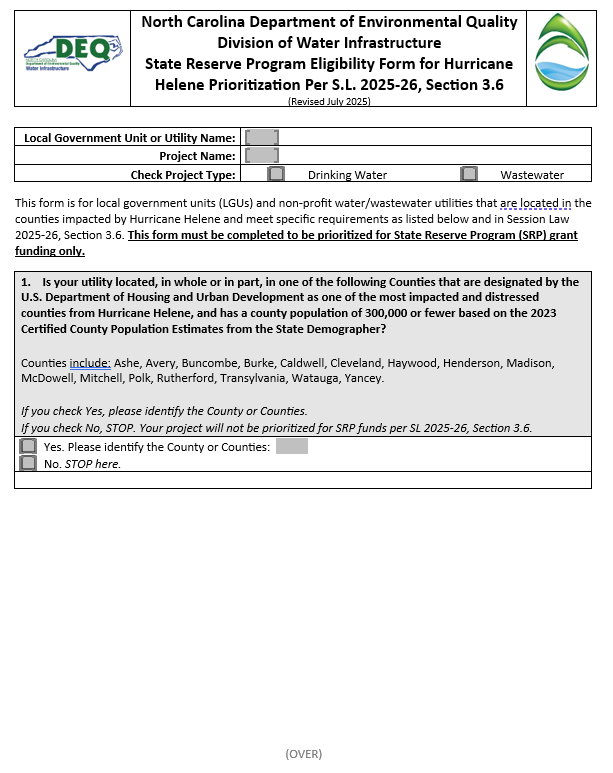 DEQ
Water Infrastructure
North Carolina Department of Environmental Quality
Division of Water Infrastructure
State Reserve Program Eligibility Form for Hurricane
Helene Prioritization Per S.L. 2025-26, Section 3.6
(Revised July 2025)
Local Government Unit or Utility Name:
Project Name:
Check Project Type: Drinking Water Wastewater
This form is for local government units (LGUs) and non-profit water/wastewater utilities that are located in the
counties impacted by Hurricane Helene and meet specific requirements as listed below and in Session Law
2025-26, Section 3.6. This form must be completed to be prioritized for State Reserve Program (SRP) grant
funding only.
1. Is your utility located, in whole or in part, in one of the following Counties that are designated by the
U.S. Department of Housing and Urban Development as one of the most impacted and distressed
counties from Hurricane Helene, and has a county population of 300,000 or fewer based on the 2023
Certified County Population Estimates from the State Demographer?
Counties include: Ashe, Avery, Buncombe, Burke, Caldwell, Cleveland, Haywood, Henderson, Madison,
McDowell, Mitchell, Polk, Rutherford, Transylvania, Watauga, Yancey.
If you check Yes, please identify the County or Counties.
If you check No, STOP. Your project will not be prioritized for SRP funds per SL 2025-26, Section 3.6.
Yes. Please identify the County or Counties:
No. STOP here.
(OVER)